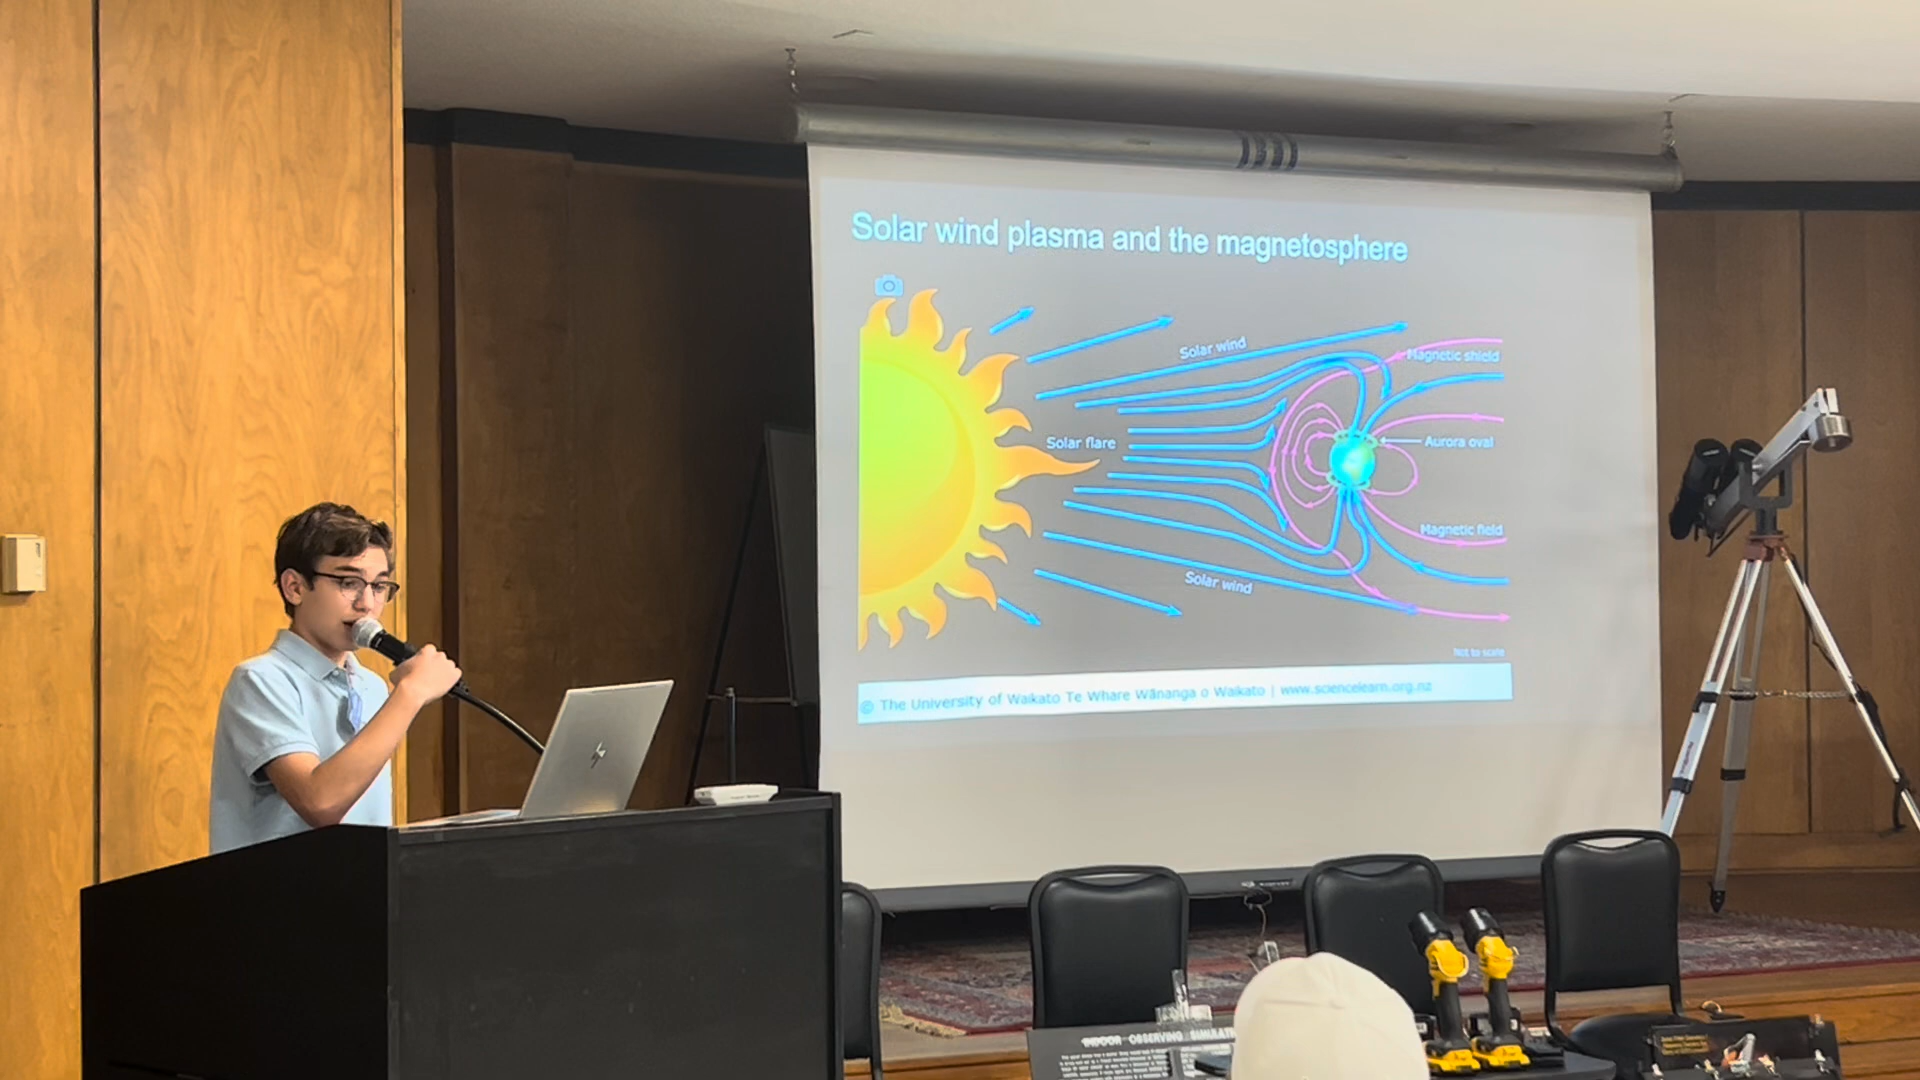 Solar wind plasma and the magnetosphere
Solar wind
Magnetic shield
Solar flare
Aurora oval
Magnetic field
Solar wind
Not to scale
© The University of Waikato Te Whare Wānanga o Waikato | www.sciencelearn.org.nz
INDOOR OBSERVING